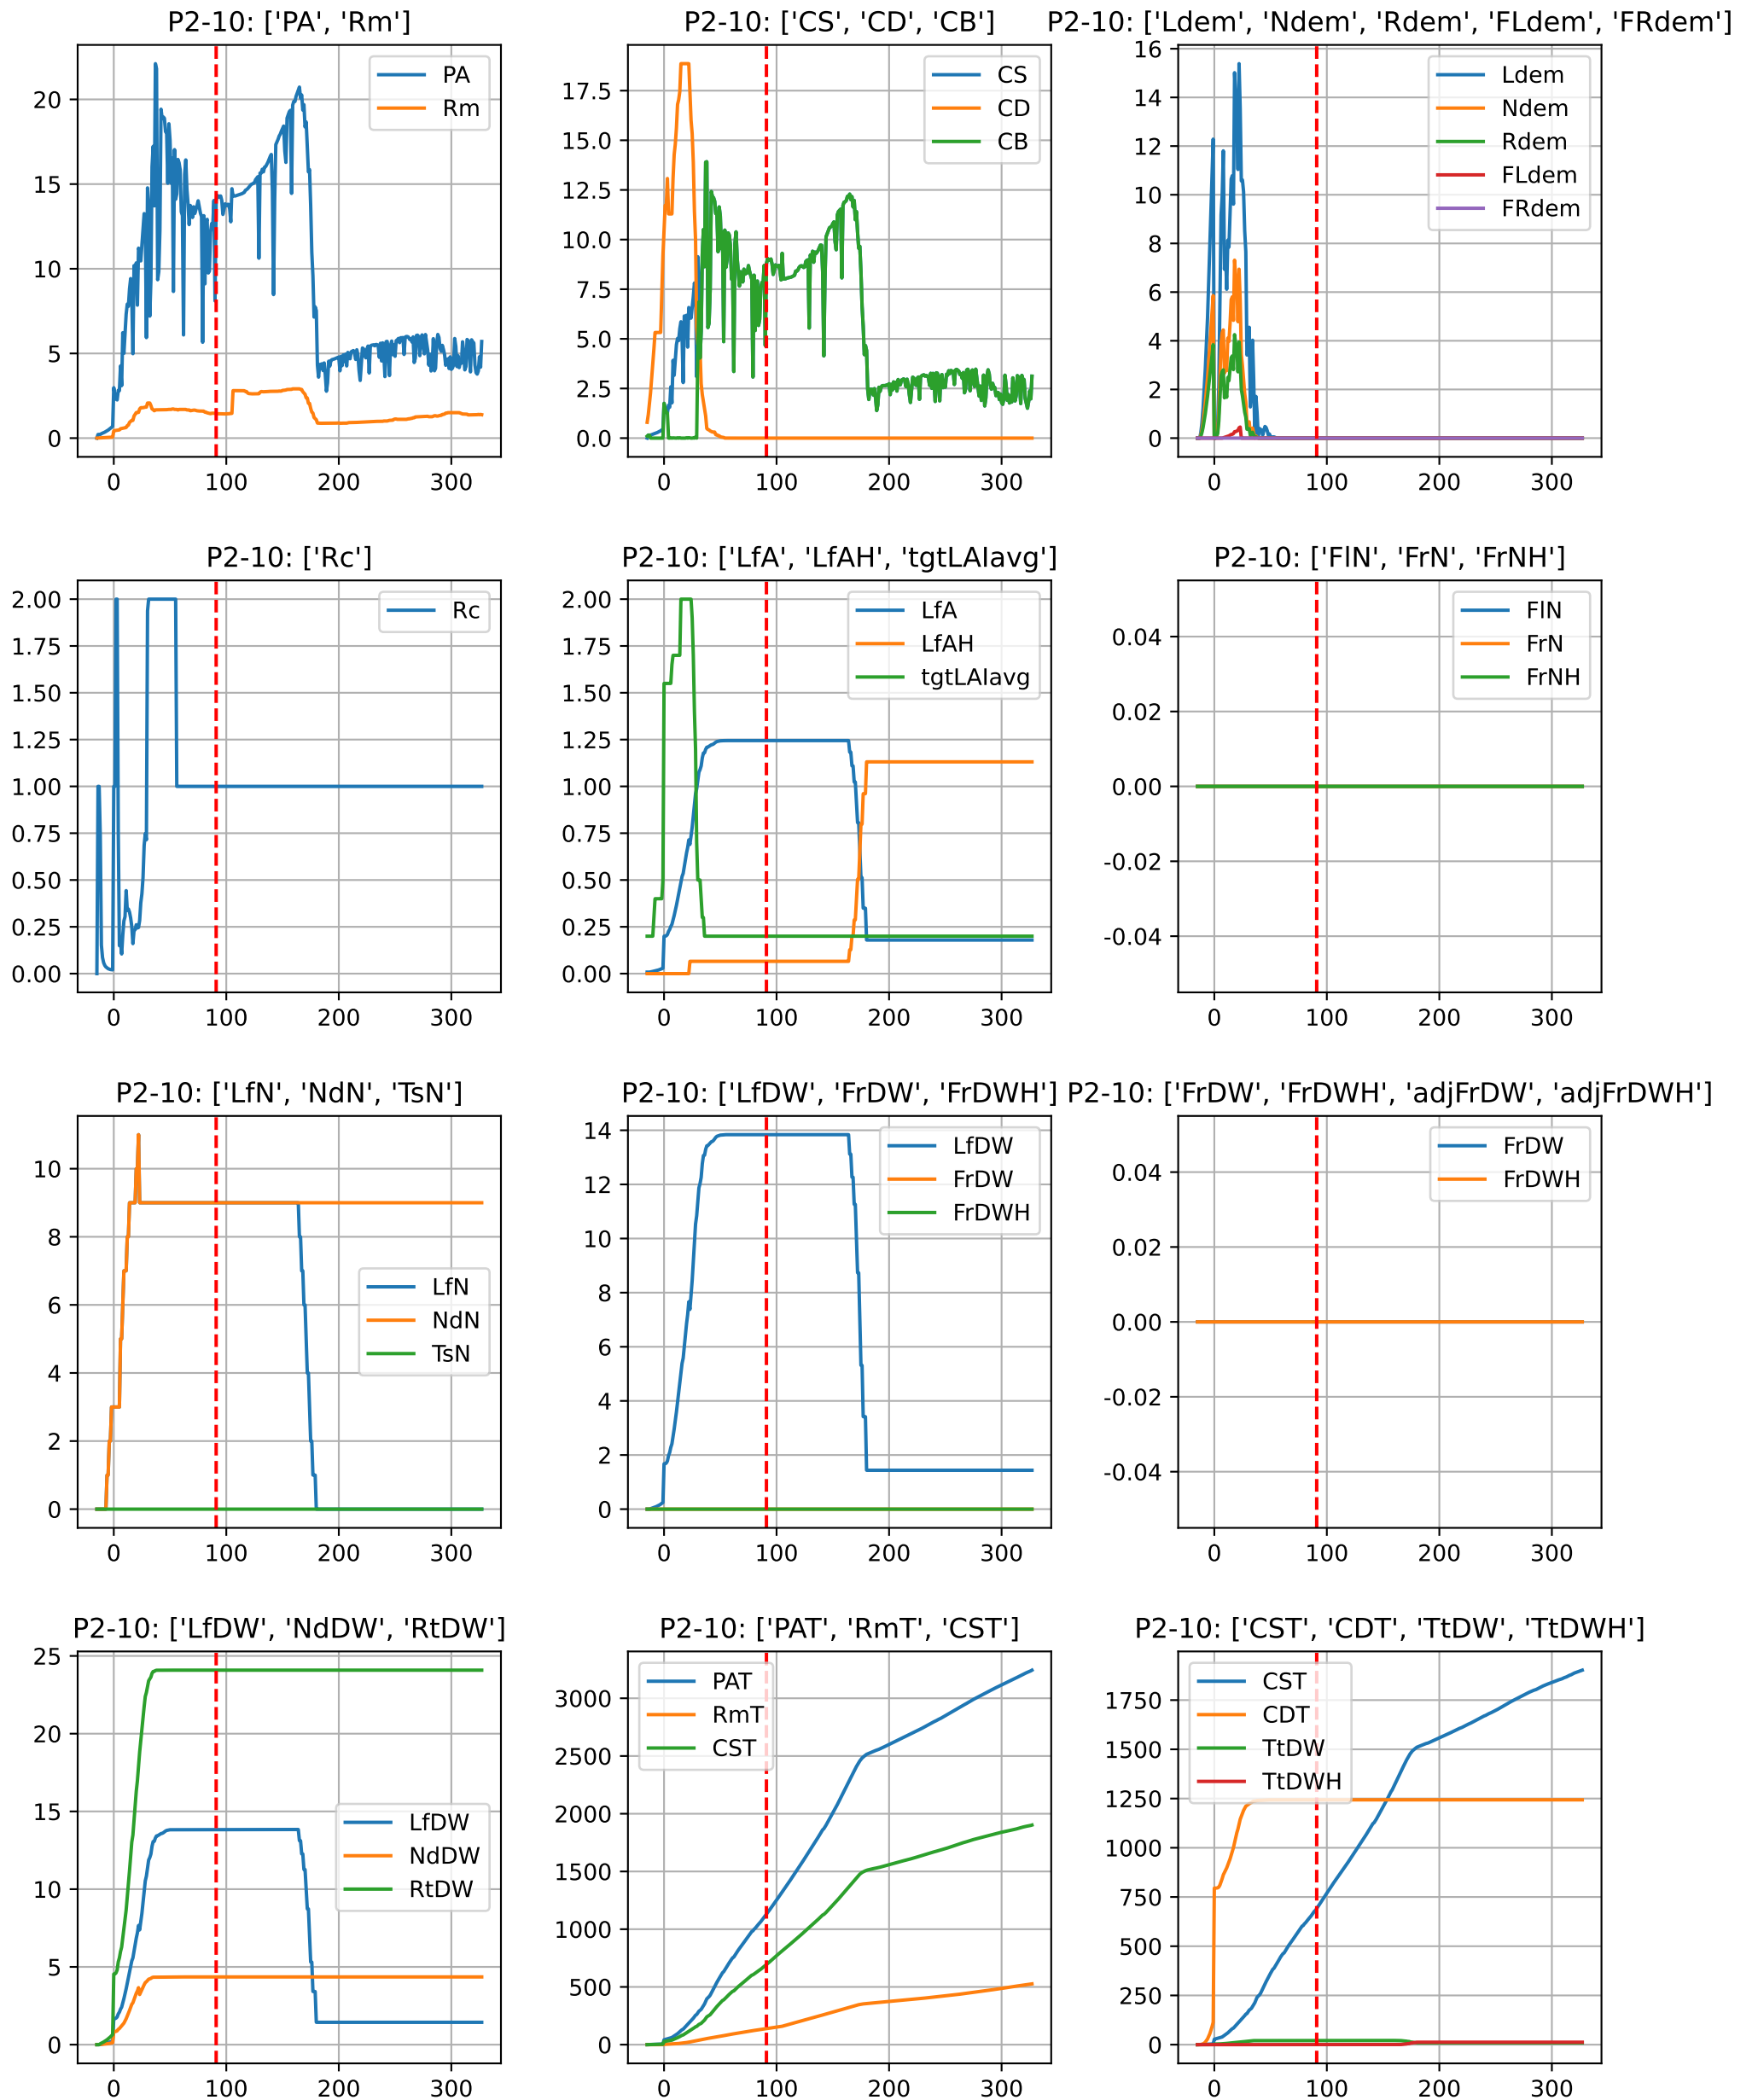 P2-10: ['PA', 'Rm']
20
15
10
5
0
0 100 200 300
PA
Rm
P2-10: ['CS', 'CD', 'CB']
17.5
15.0
12.5
10.0
7.5
5.0
2.5
0.0
0 100 200 300
CS
CD
CB
P2-10: ['Ldem', 'Ndem', 'Rdem', 'FLdem', 'FRdem']
16
14
12
10
8
6
4
2
0
0 100 200 300
Ldem
Ndem
Rdem
FLdem
FRdem
P2-10: ['Rc']
2.00
1.75
1.50
1.25
1.00
0.75
0.50
0.25
0.00
0 100 200 300
Rc
P2-10: ['LfA', 'LfAH', 'tgtLAIavg']
2.00
1.75
1.50
1.25
1.00
0.75
0.50
0.25
0.00
0 100 200 300
LfA
LfAH
tgtLAIavg
P2-10: ['FlN', 'FrN', 'FrNH']
0.04
0.02
0.00
-0.02
-0.04
0 100 200 300
FlN
FrN
FrNH
P2-10: ['LfN', 'NdN', 'TsN']
10
8
6
4
2
0
0 100 200 300
LfN
NdN
TsN
P2-10: ['LfDW', 'FrDW', 'FrDWH']
14
12
10
8
6
4
2
0
0 100 200 300
LfDW
FrDW
FrDWH
P2-10: ['FrDW', 'FrDWH', 'adjFrDW', 'adjFrDWH']
0.04
0.02
0.00
-0.02
-0.04
0 100 200 300
FrDW
FrDWH
P2-10: ['LfDW', 'NdDW', 'RtDW']
25
20
15
10
5
0
0 100 200 300
LfDW
NdDW
RtDW
P2-10: ['PAT', 'RmT', 'CST']
3000
2500
2000
1500
1000
500
0
0 100 200 300
PAT
RmT
CST
P2-10: ['CST', 'CDT', 'TtDW', 'TtDWH']
1750
1500
1250
1000
750
500
250
0
0 100 200 300
CST
CDT
TtDW
TtDWH